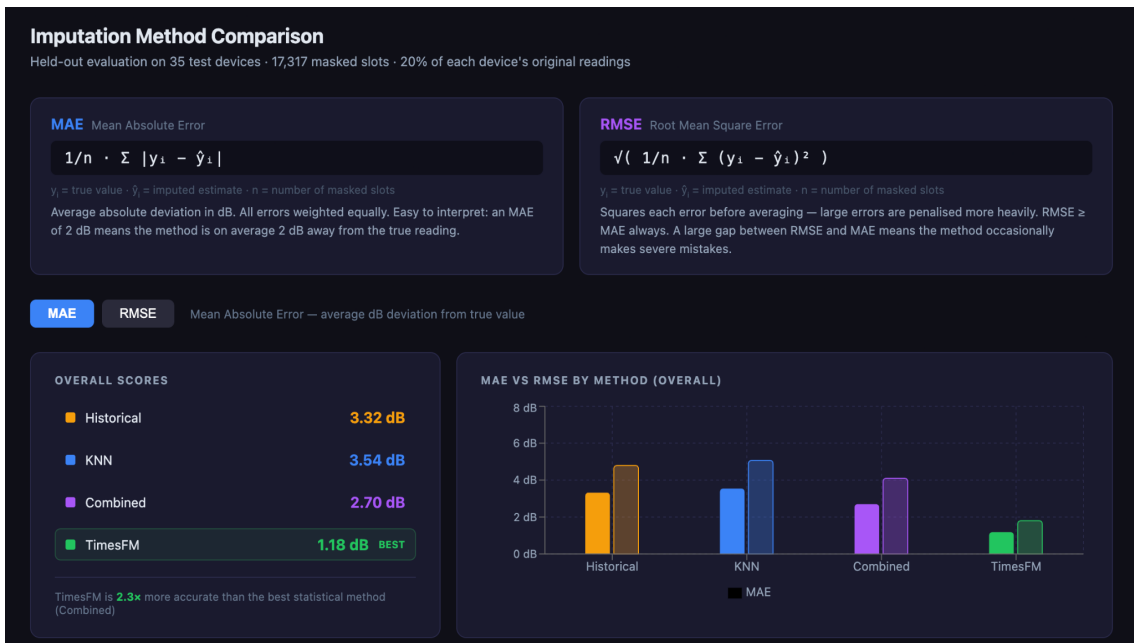 Imputation Method Comparison
Held-out evaluation on 35 test devices · 17,317 masked slots · 20% of each device's original readings
MAE Mean Absolute Error
1/n · Σ |yᵢ − ŷᵢ|
yᵢ = true value · ŷᵢ = imputed estimate · n = number of masked slots
Average absolute deviation in dB. All errors weighted equally. Easy to interpret: an MAE
of 2 dB means the method is on average 2 dB away from the true reading.
RMSE Root Mean Square Error
√( 1/n · Σ (yᵢ − ŷᵢ)² )
yᵢ = true value · ŷᵢ = imputed estimate · n = number of masked slots
Squares each error before averaging — large errors are penalised more heavily. RMSE ≥
MAE always. A large gap between RMSE and MAE means the method occasionally
makes severe mistakes.
MAE RMSE Mean Absolute Error — average dB deviation from true value
OVERALL SCORES
Historical 3.32 dB
KNN 3.54 dB
Combined 2.70 dB
TimesFM 1.18 dB BEST
TimesFM is 2.3× more accurate than the best statistical method
(Combined)
MAE VS RMSE BY METHOD (OVERALL)
8 dB
6 dB
4 dB
2 dB
0 dB
Historical KNN Combined TimesFM
MAE